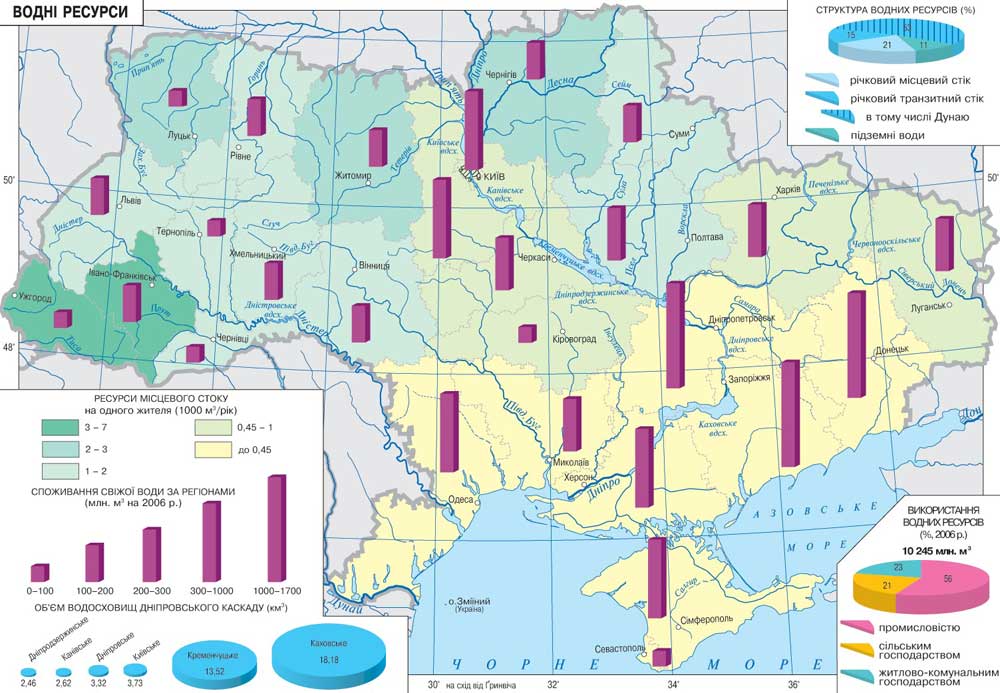 ВОДНІ РЕСУРСИ
СТРУКТУРА ВОДНИХ РЕСУРСІВ (%)
15
53
21
11
річковий місцевий стік
річковий транзитний стік
в тому числі Дунаю
підземні води
Прип'ять
Горинь
Прип'ять
Дніпро
Чернігів
Десна
Сейм
Луцьк
Рівне
Зах. Буг
Тетерів
Житомир
Київське
вдсх.
КИЇВ
Суми
50°
50°
Львів
Дністер
Тернопіль
Случ
Хмельницький
Півд. Буг
Вінниця
Канівське
вдсх.
Черкаси
Кременчуцьке вдсх.
Сула
Псел
Ворскла
Полтава
Харків
Печенізьке
вдсх.
Червонооскільське
вдсх.
Сіверський Донець
Луганськ
Івано-Франківськ
Ужгород
Прут
Тиса
Чернівці
Дністровське
вдсх.
Дністер
Дніпродзержинське
вдсх.
Кіровоград
Інгулець
Самара
Дніпропетровськ
Дніпровське
вдсх.
Донецьк
48°
48°
Запоріжжя
Каховське
вдсх.
Півд. Буг
Миколаїв
Херсон
Дніпро
Одеса
Дон
Дунай
о. Зміїний
(Україна)
АЗОВСЬКЕ
МОРЕ
Салгир
Сімферополь
Севастополь
ЧОРНЕ МОРЕ
30° на схід від Ґринвіча 32° 34° 36°
РЕСУРСИ МІСЦЕВОГО СТОКУ
на одного жителя (1000 м³/рік)
3 – 7
0,45 – 1
2 – 3
до 0,45
1 – 2
СПОЖИВАННЯ СВІЖОЇ ВОДИ ЗА РЕГІОНАМИ
(млн. м³ на 2006 р.)
0–100 100–200 200–300 300–1000 1000–1700
ОБ'ЄМ ВОДОСХОВИЩ ДНІПРОВСЬКОГО КАСКАДУ (км³)
Дніпродзержинське
Канівське
Дніпровське
Київське
Кременчуцьке
Каховське
2,46 2,62 3,32 3,73 13,52 18,18
ВИКОРИСТАННЯ
ВОДНИХ РЕСУРСІВ
(%, 2006 р.)
10 245 млн. м³
23
56
21
промисловістю
сільським
господарством
житлово-комунальним
господарством